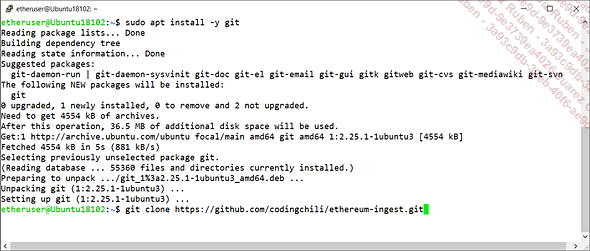 etheruser@Ubuntu18102: ~
etheruser@Ubuntu18102:~$ sudo apt install -y git
Reading package lists... Done
Building dependency tree
Reading state information... Done
Suggested packages:
  git-daemon-run | git-daemon-sysvinit git-doc git-el git-email git-gui gitk gitweb git-cvs git-mediawiki git-svn
The following NEW packages will be installed:
  git
0 upgraded, 1 newly installed, 0 to remove and 2 not upgraded.
Need to get 4554 kB of archives.
After this operation, 36.5 MB of additional disk space will be used.
Get:1 http://archive.ubuntu.com/ubuntu focal/main amd64 git amd64 1:2.25.1-1ubuntu3 [4554 kB]
Fetched 4554 kB in 5s (881 kB/s)
Selecting previously unselected package git.
(Reading database ... 55360 files and directories currently installed.)
Preparing to unpack .../git_1%3a2.25.1-1ubuntu3_amd64.deb ...
Unpacking git (1:2.25.1-1ubuntu3) ...
Setting up git (1:2.25.1-1ubuntu3) ...
etheruser@Ubuntu18102:~$ git clone https://github.com/codingchili/ethereum-ingest.git